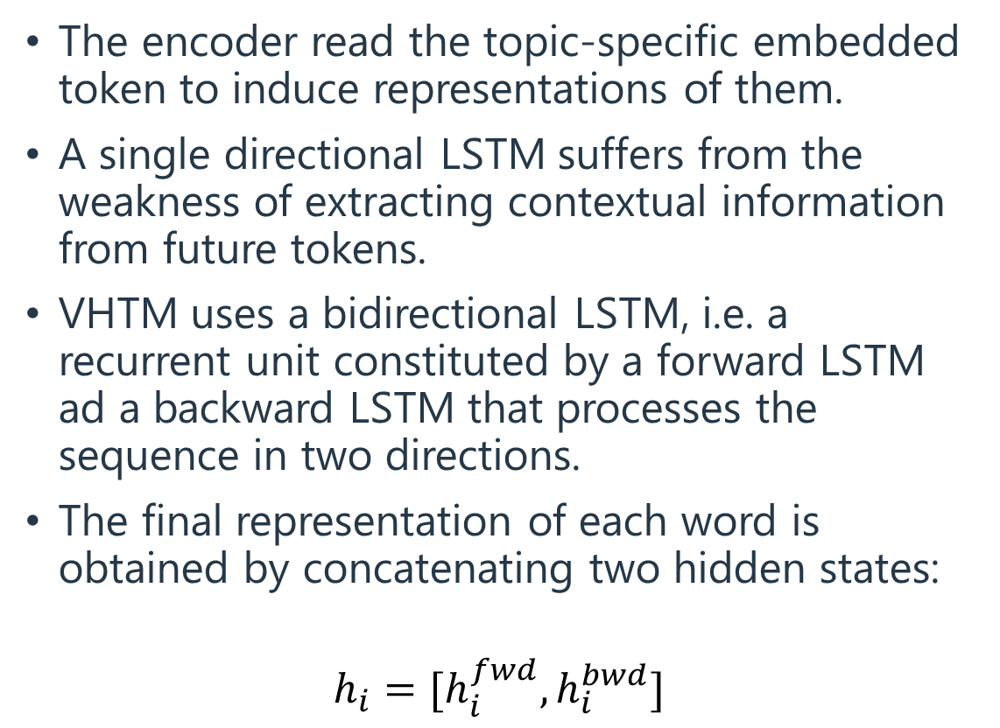 • The encoder read the topic-specific embedded
token to induce representations of them.
• A single directional LSTM suffers from the
weakness of extracting contextual information
from future tokens.
• VHTM uses a bidirectional LSTM, i.e. a
recurrent unit constituted by a forward LSTM
ad a backward LSTM that processes the
sequence in two directions.
• The final representation of each word is
obtained by concatenating two hidden states:
h_i = [h_i^{fwd}, h_i^{bwd}]